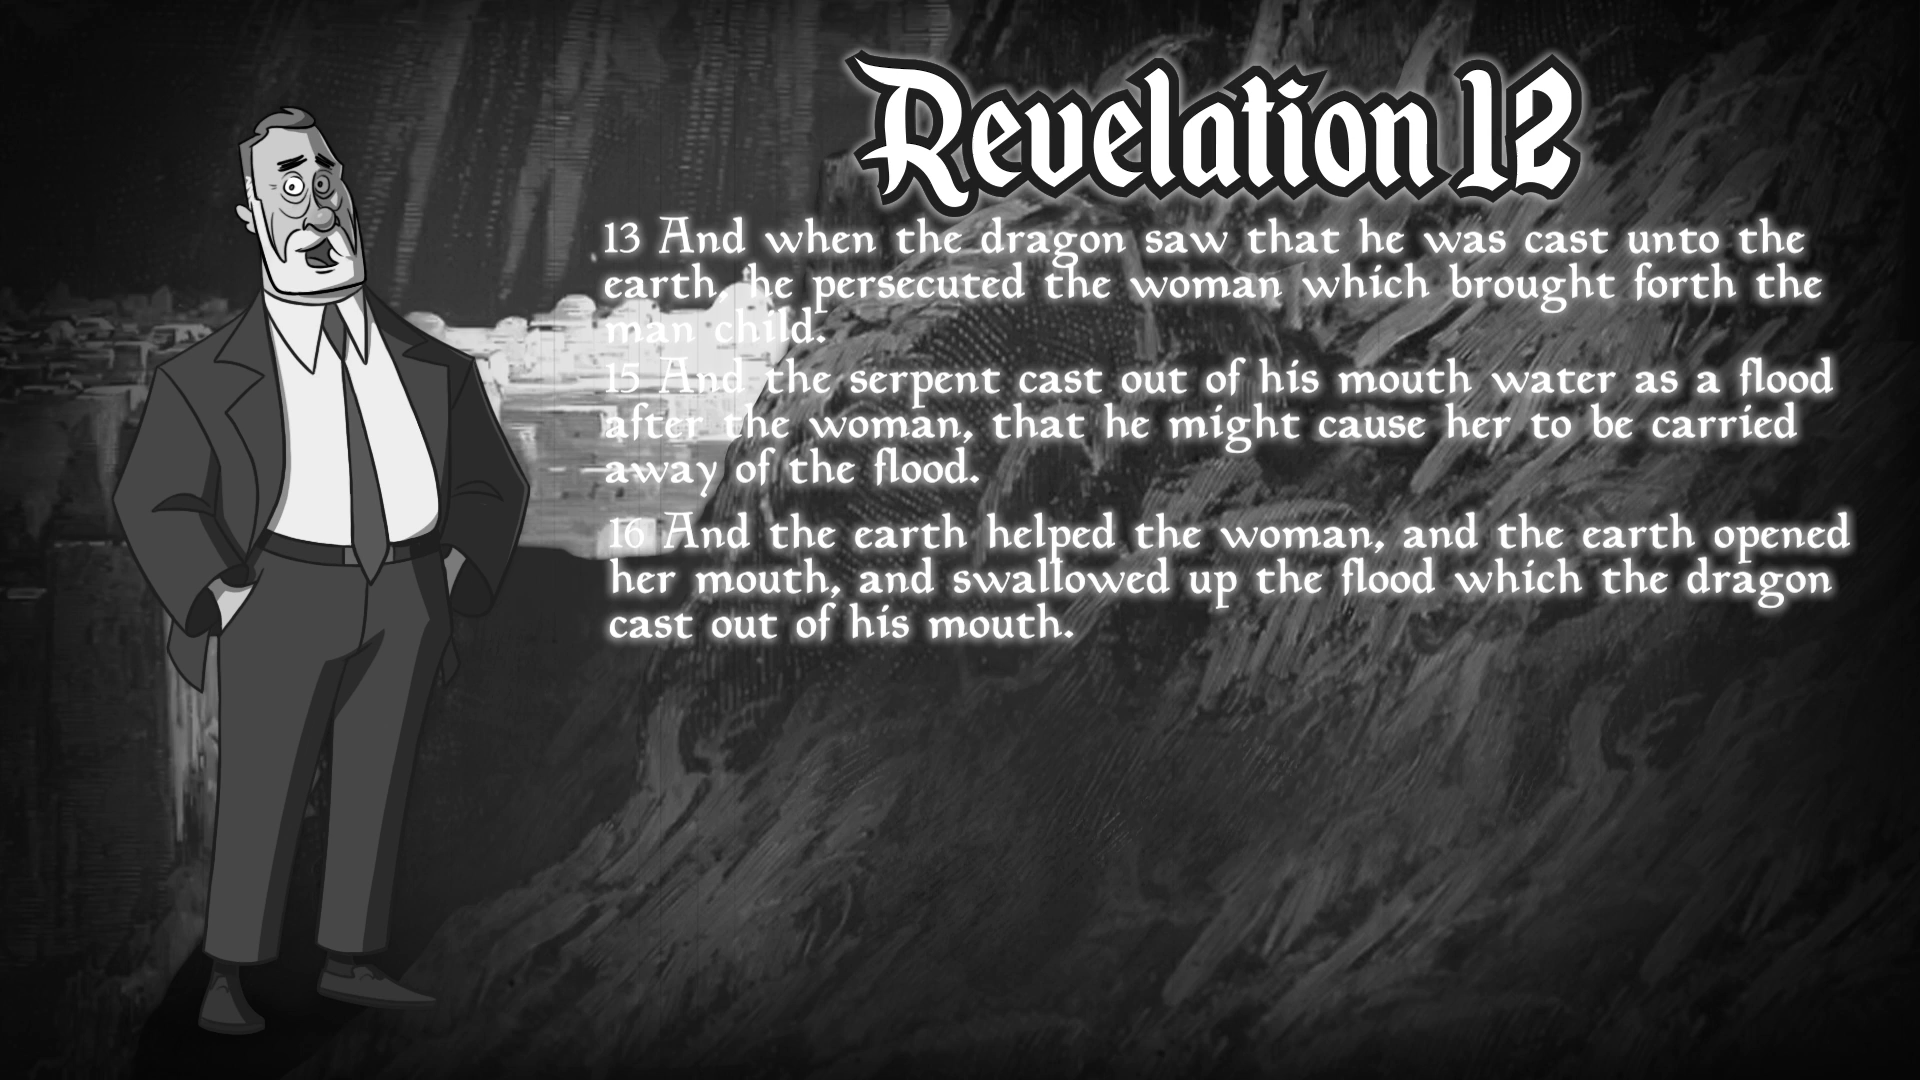 Revelation 12
13 And when the dragon saw that he was cast unto the
earth, he persecuted the woman which brought forth the
man child.
15 And the serpent cast out of his mouth water as a flood
after the woman, that he might cause her to be carried
away of the flood.
16 And the earth helped the woman, and the earth opened
her mouth, and swallowed up the flood which the dragon
cast out of his mouth.